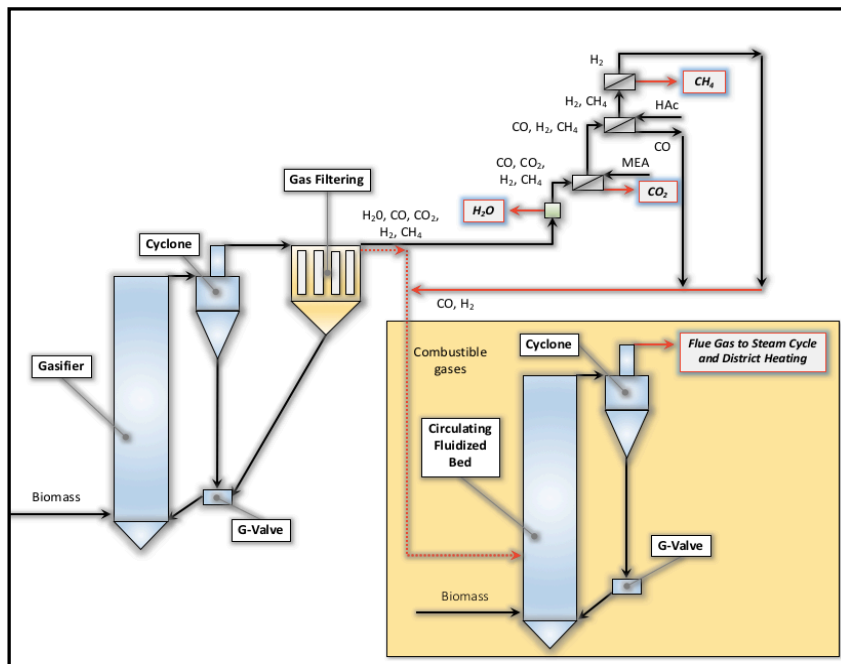 H₂
CH₄
H₂, CH₄
HAc
CO, H₂, CH₄
CO
CO, CO₂,
H₂, CH₄
MEA
CO₂
Gas Filtering
H₂0, CO, CO₂,
H₂, CH₄
H₂O
Cyclone
CO, H₂
Gasifier
Combustible
gases
Cyclone
Flue Gas to Steam Cycle
and District Heating
Circulating
Fluidized
Bed
Biomass
G-Valve
G-Valve
Biomass